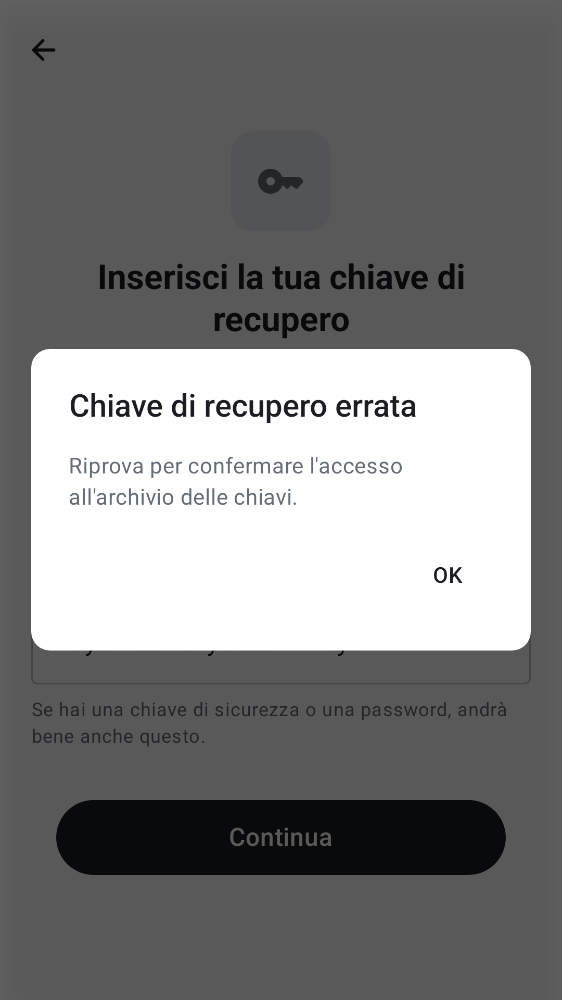 Inserisci la tua chiave di
recupero
Chiave di recupero errata
Riprova per confermare l'accesso
all'archivio delle chiavi.
OK
Se hai una chiave di sicurezza o una password, andrà
bene anche questo.
Continua